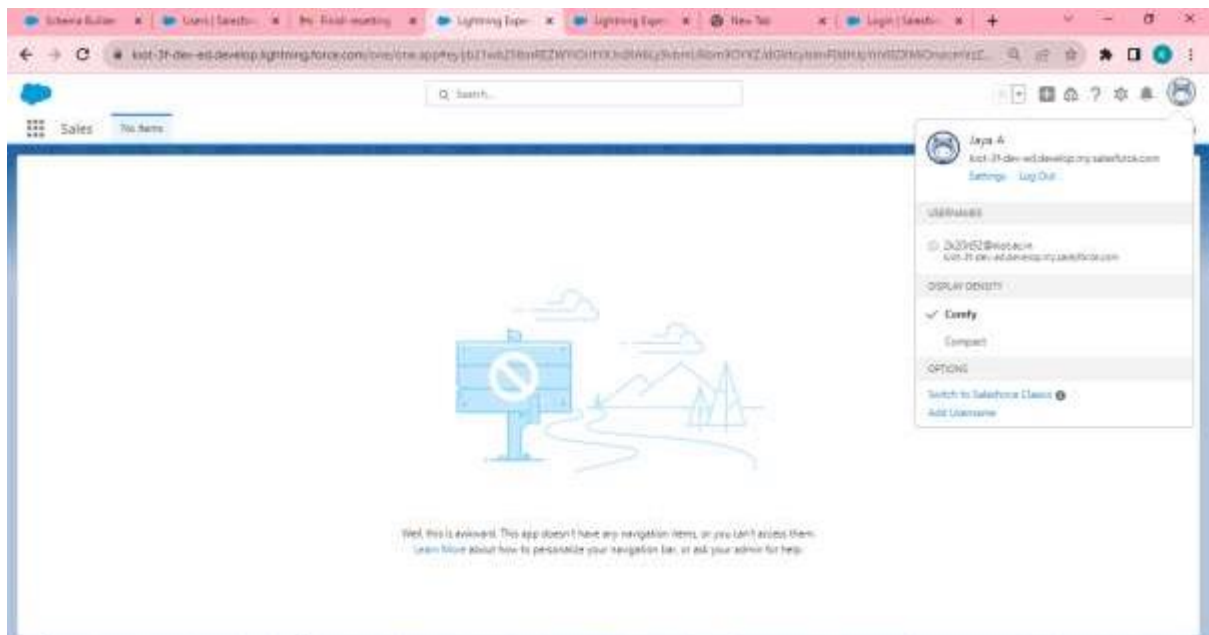 Schema Builder
Users | Salesfo
Final resetting
Lightning Exper
Lightning Exper
New Tab
Login | Salesfo
Search...
Sales
No Items
Jaya A
Settings Log Out
USERNAMES
DISPLAY DENSITY
Comfy
Compact
OPTIONS
Switch to Salesforce Classic
Add Username
Well, this is awkward. This app doesn't have any navigation items, or you can't access them.
Learn More about how to personalize your navigation bar, or ask your admin for help.